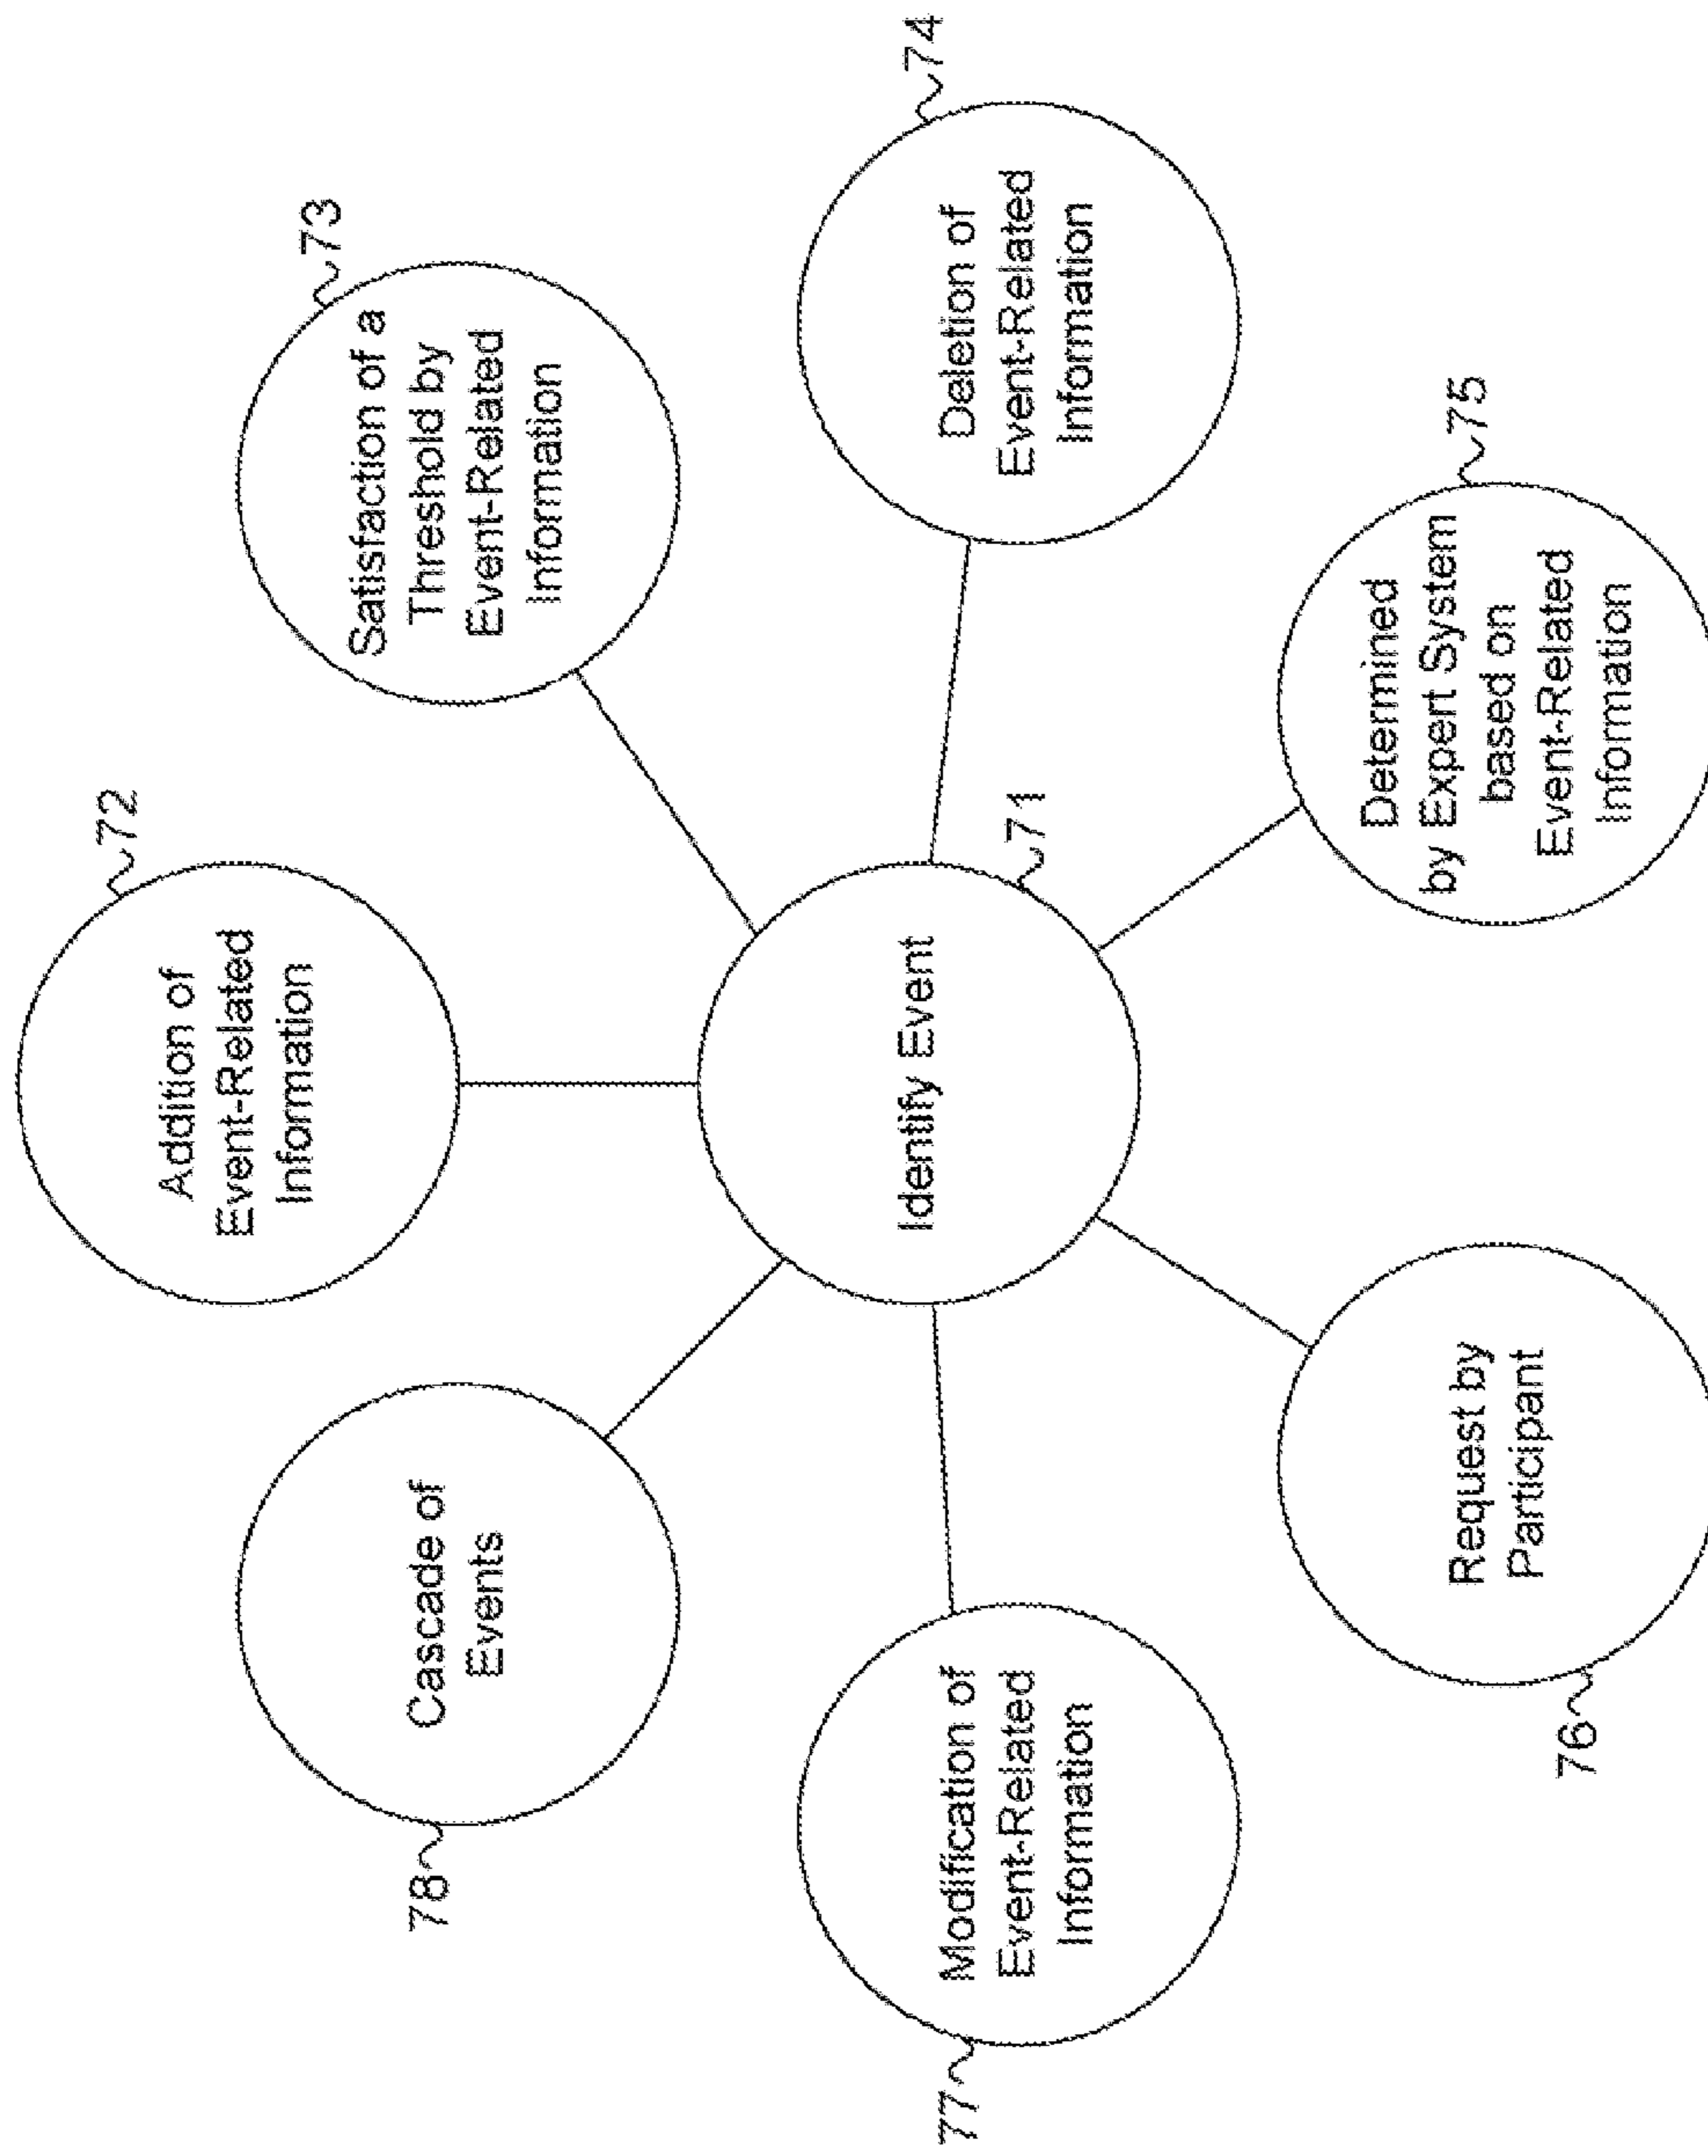 72
Addition of
Event-Related
Information
73
Satisfaction of a
Threshold by
Event-Related
Information
74
Deletion of
Event-Related
Information
75
Determined
by Expert System
based on
Event-Related
Information
76
Request by
Participant
77
Modification of
Event-Related
Information
78
Cascade of
Events
71
Identify Event